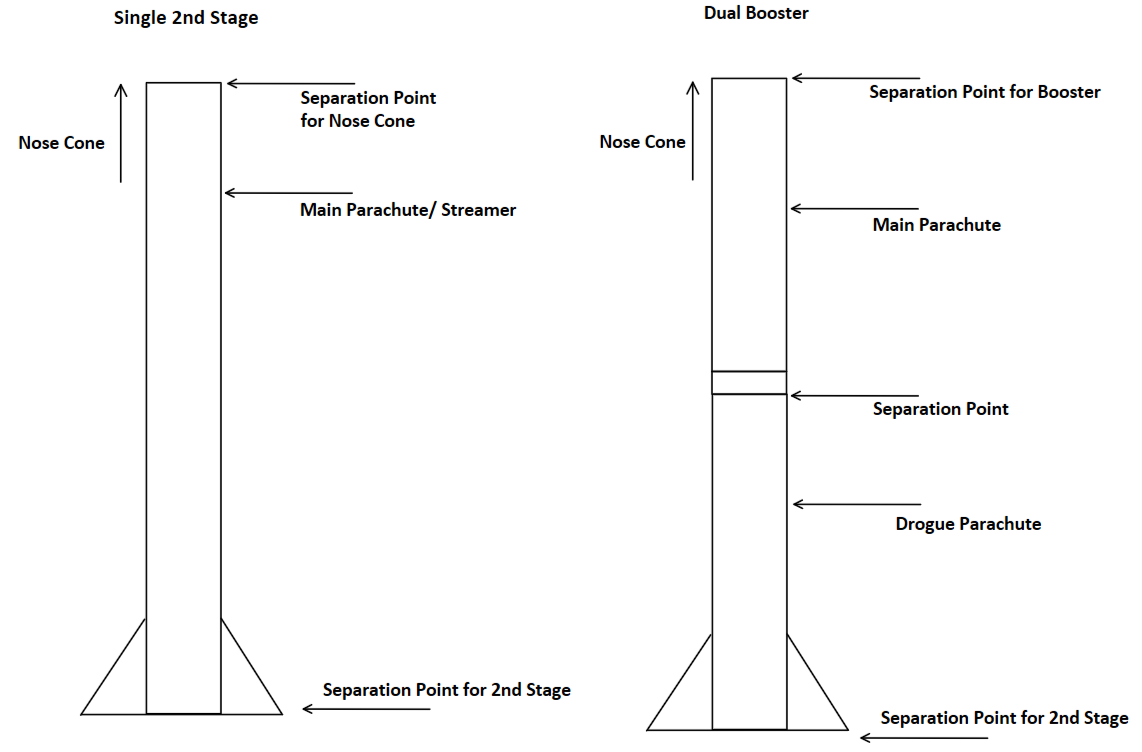 Single 2nd Stage
Separation Point
for Nose Cone
Nose Cone
Main Parachute/ Streamer
Separation Point for 2nd Stage
Dual Booster
Separation Point for Booster
Nose Cone
Main Parachute
Separation Point
Drogue Parachute
Separation Point for 2nd Stage